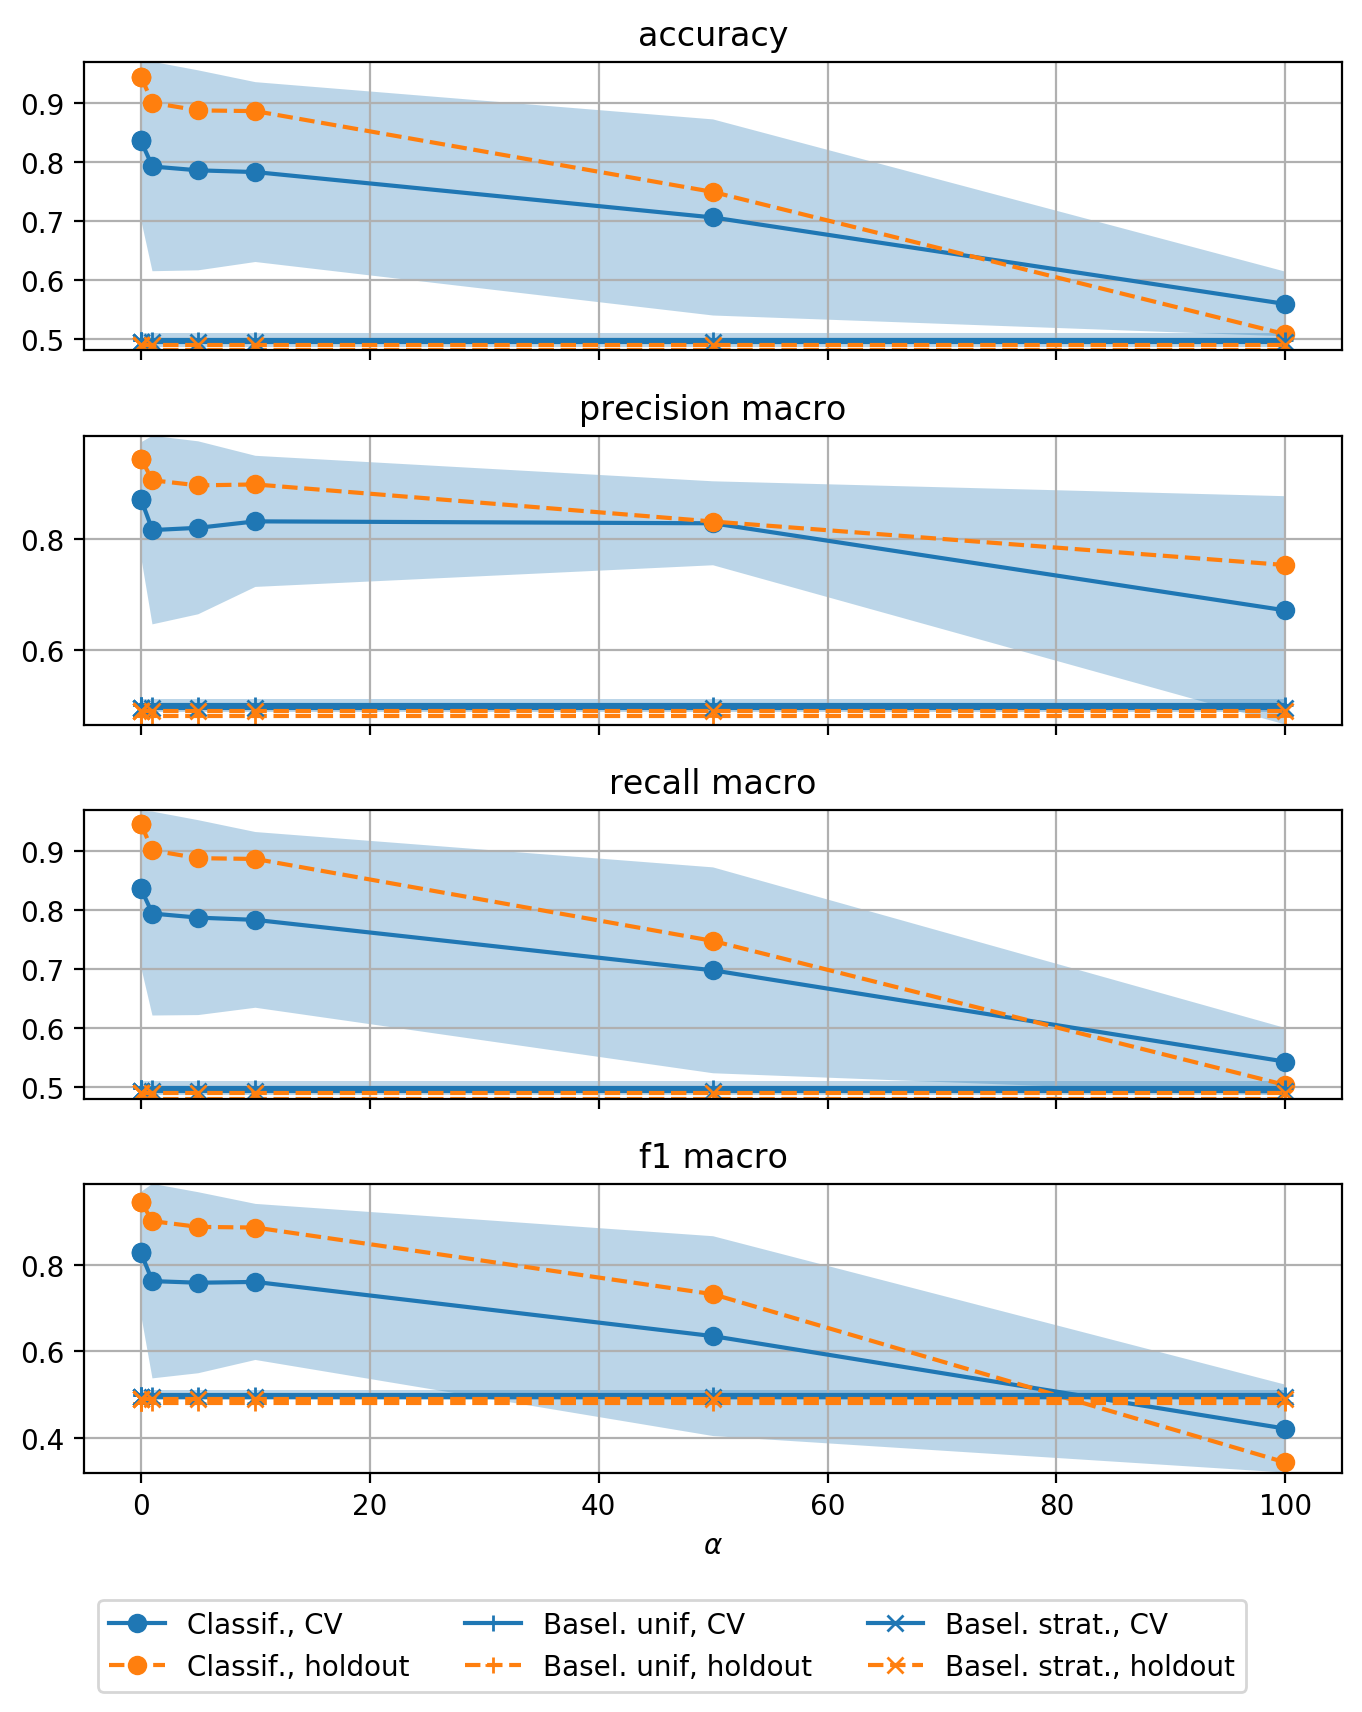 accuracy
0.9
0.8
0.7
0.6
0.5
precision macro
0.8
0.6
recall macro
0.9
0.8
0.7
0.6
0.5
f1 macro
0.8
0.6
0.4
0 20 40 60 80 100
α
Classif., CV Basel. unif, CV Basel. strat., CV
Classif., holdout Basel. unif, holdout Basel. strat., holdout